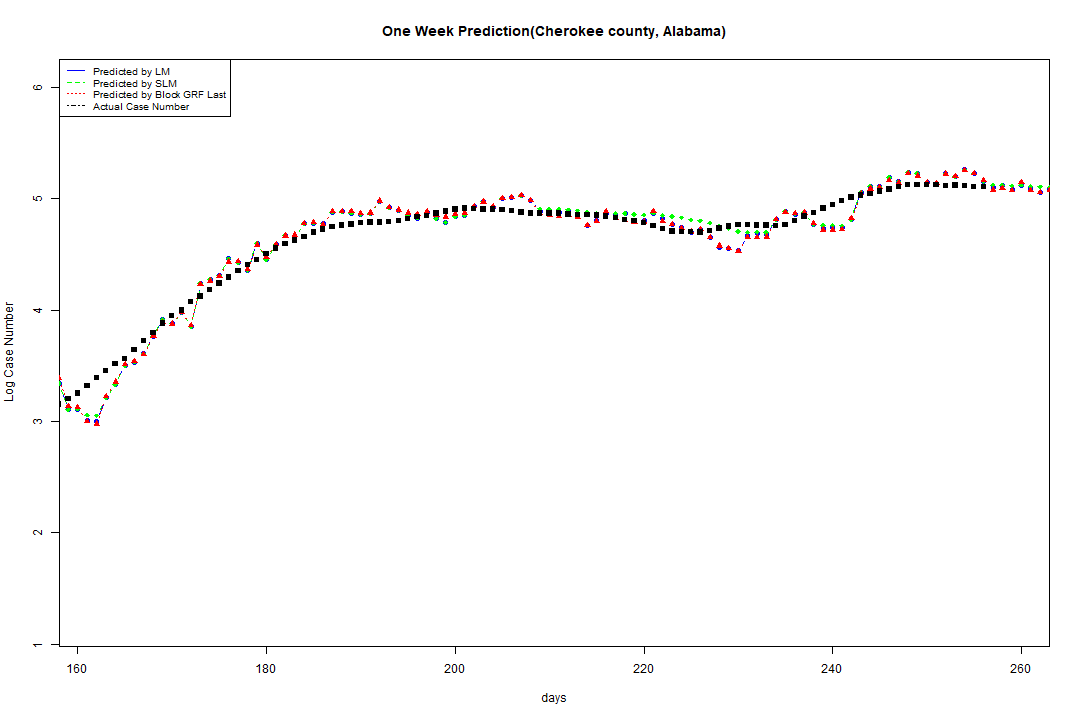 One Week Prediction(Cherokee county, Alabama)
Predicted by LM
Predicted by SLM
Predicted by Block GRF Last
Actual Case Number
6
5
4
3
2
1
Log Case Number
160 180 200 220 240 260
days